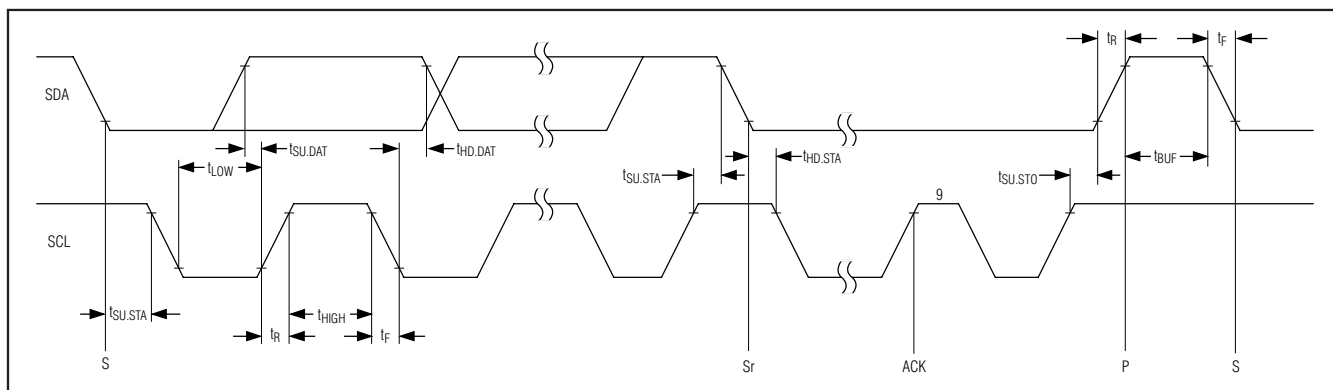 tR
tF
SDA
tSU.DAT
tHD.DAT
tLOW
tHD.STA
tBUF
tSU.STA
tSU.STO
9
SCL
tSU.STA
tR
tHIGH
tF
S
Sr
ACK
P
S